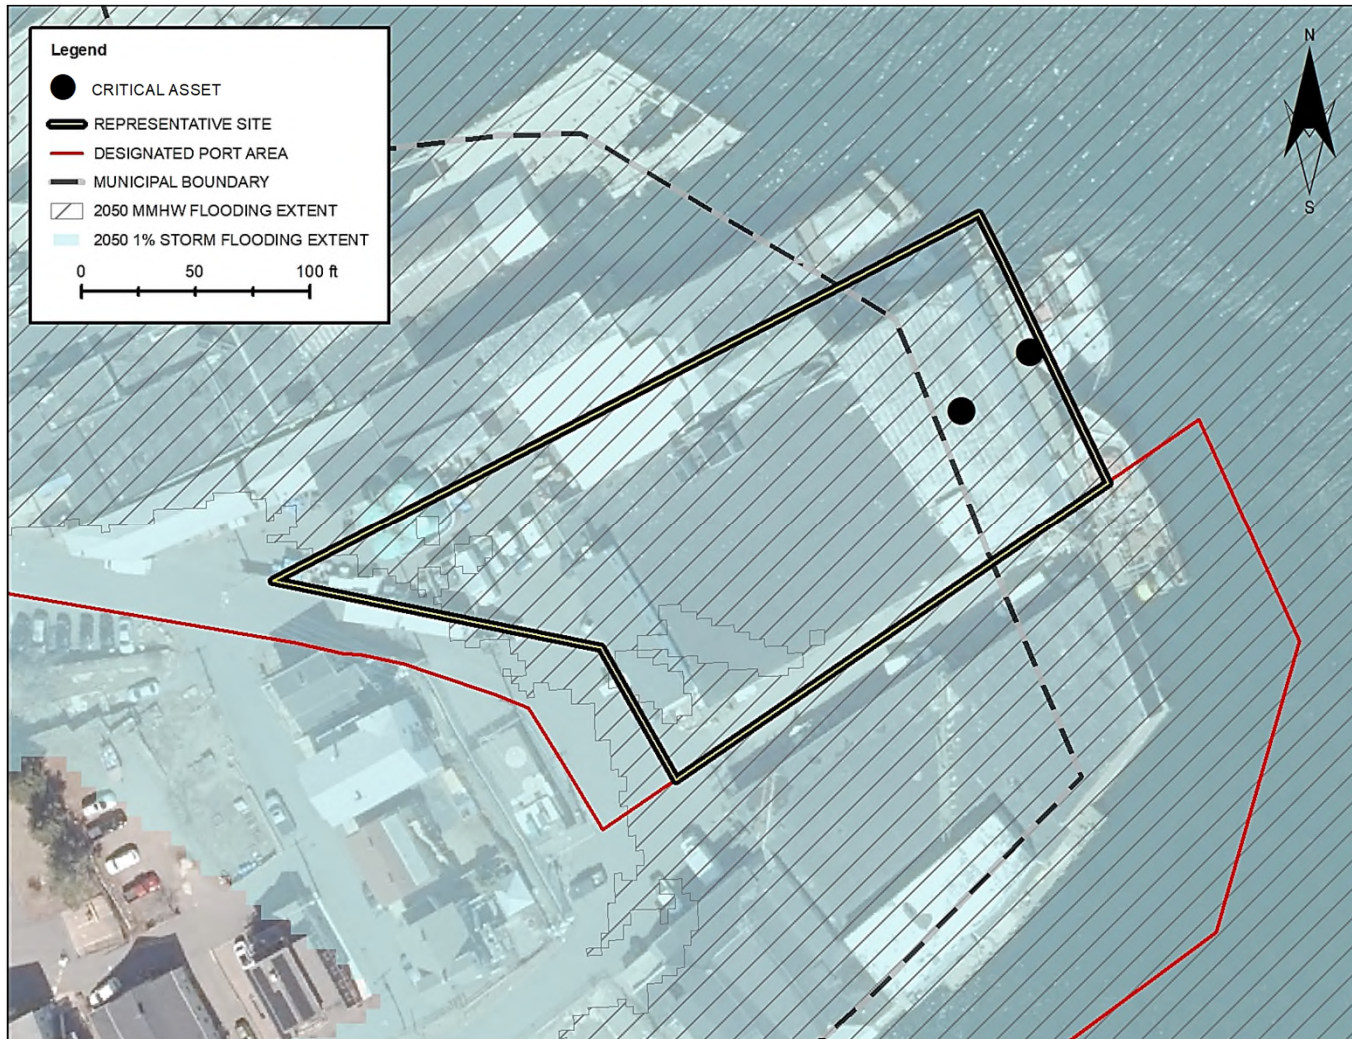 Legend
CRITICAL ASSET
REPRESENTATIVE SITE
DESIGNATED PORT AREA
MUNICIPAL BOUNDARY
2050 MMHW FLOODING EXTENT
2050 1% STORM FLOODING EXTENT
0 50 100 ft
N
S